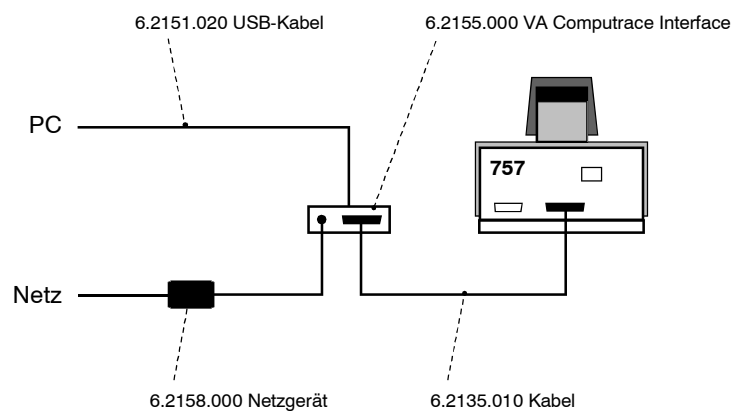 6.2151.020 USB-Kabel
6.2155.000 VA Computrace Interface
PC
757
Netz
6.2158.000 Netzgerät
6.2135.010 Kabel